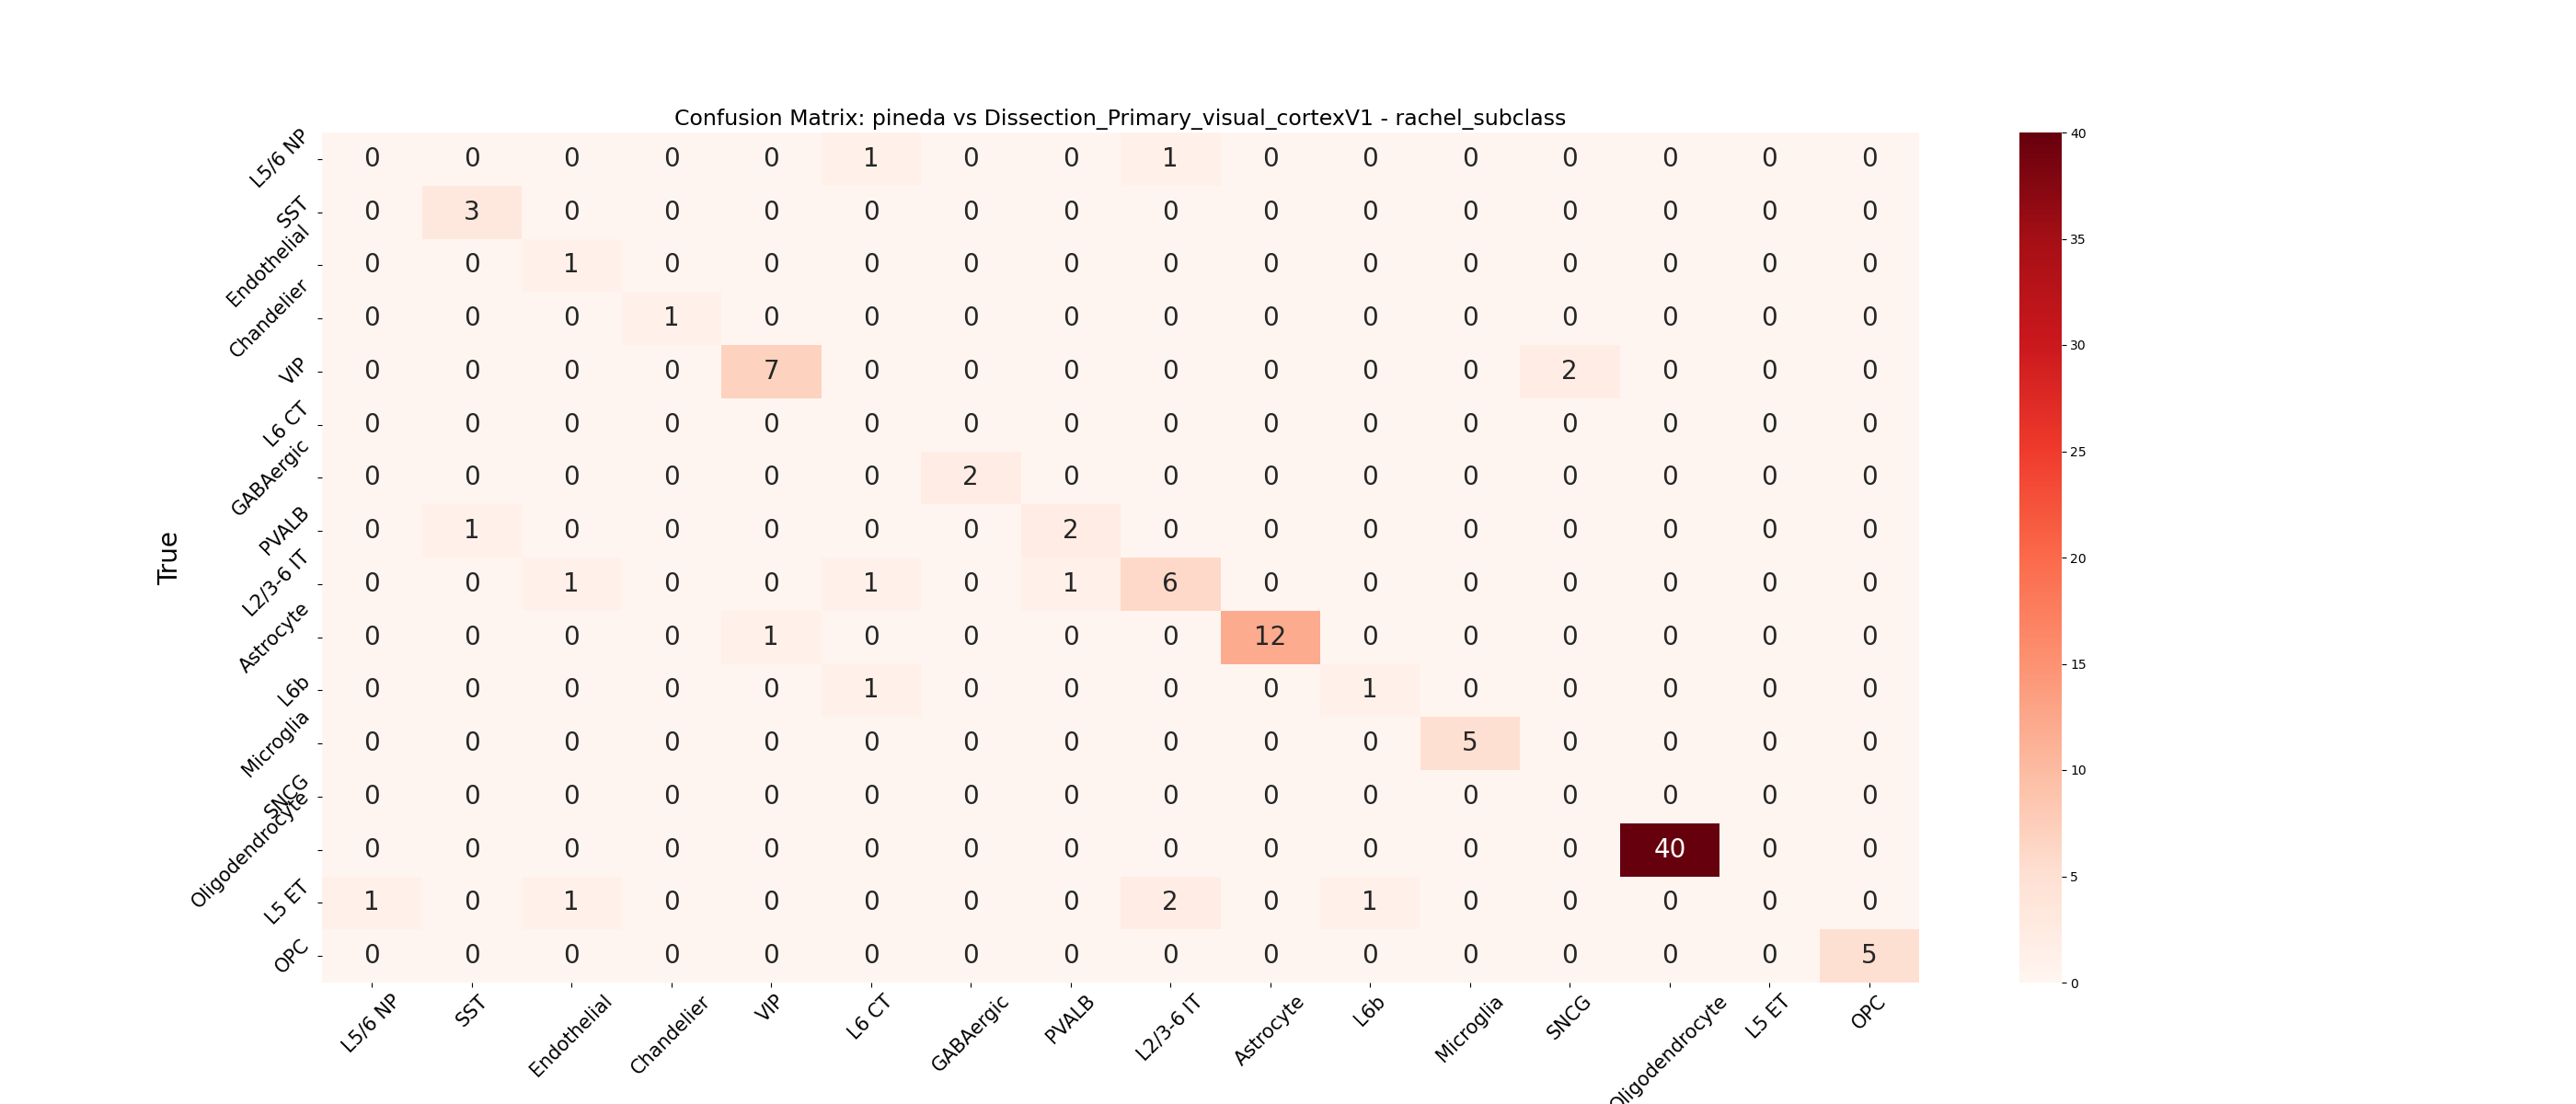 Confusion Matrix: pineda vs Dissection_Primary_visual_cortexV1 - rachel_subclass
True
L5/6 NP 0 0 0 0 0 1 0 0 1 0 0 0 0 0 0 0
SST 0 3 0 0 0 0 0 0 0 0 0 0 0 0 0 0
Endothelial 0 0 1 0 0 0 0 0 0 0 0 0 0 0 0 0
Chandelier 0 0 0 1 0 0 0 0 0 0 0 0 0 0 0 0
VIP 0 0 0 0 7 0 0 0 0 0 0 0 2 0 0 0
L6 CT 0 0 0 0 0 0 0 0 0 0 0 0 0 0 0 0
GABAergic 0 0 0 0 0 0 2 0 0 0 0 0 0 0 0 0
PVALB 0 1 0 0 0 0 0 2 0 0 0 0 0 0 0 0
L2/3-6 IT 0 0 1 0 0 1 0 1 6 0 0 0 0 0 0 0
Astrocyte 0 0 0 0 1 0 0 0 0 12 0 0 0 0 0 0
L6b 0 0 0 0 0 1 0 0 0 0 1 0 0 0 0 0
Microglia 0 0 0 0 0 0 0 0 0 0 0 5 0 0 0 0
SNCG 0 0 0 0 0 0 0 0 0 0 0 0 0 0 0 0
Oligodendrocyte 0 0 0 0 0 0 0 0 0 0 0 0 0 40 0 0
L5 ET 1 0 1 0 0 0 0 0 2 0 1 0 0 0 0 0
OPC 0 0 0 0 0 0 0 0 0 0 0 0 0 0 0 5
L5/6 NP SST Endothelial Chandelier VIP L6 CT GABAergic PVALB L2/3-6 IT Astrocyte L6b Microglia SNCG Oligodendrocyte L5 ET OPC
40
35
30
25
20
15
10
5
0